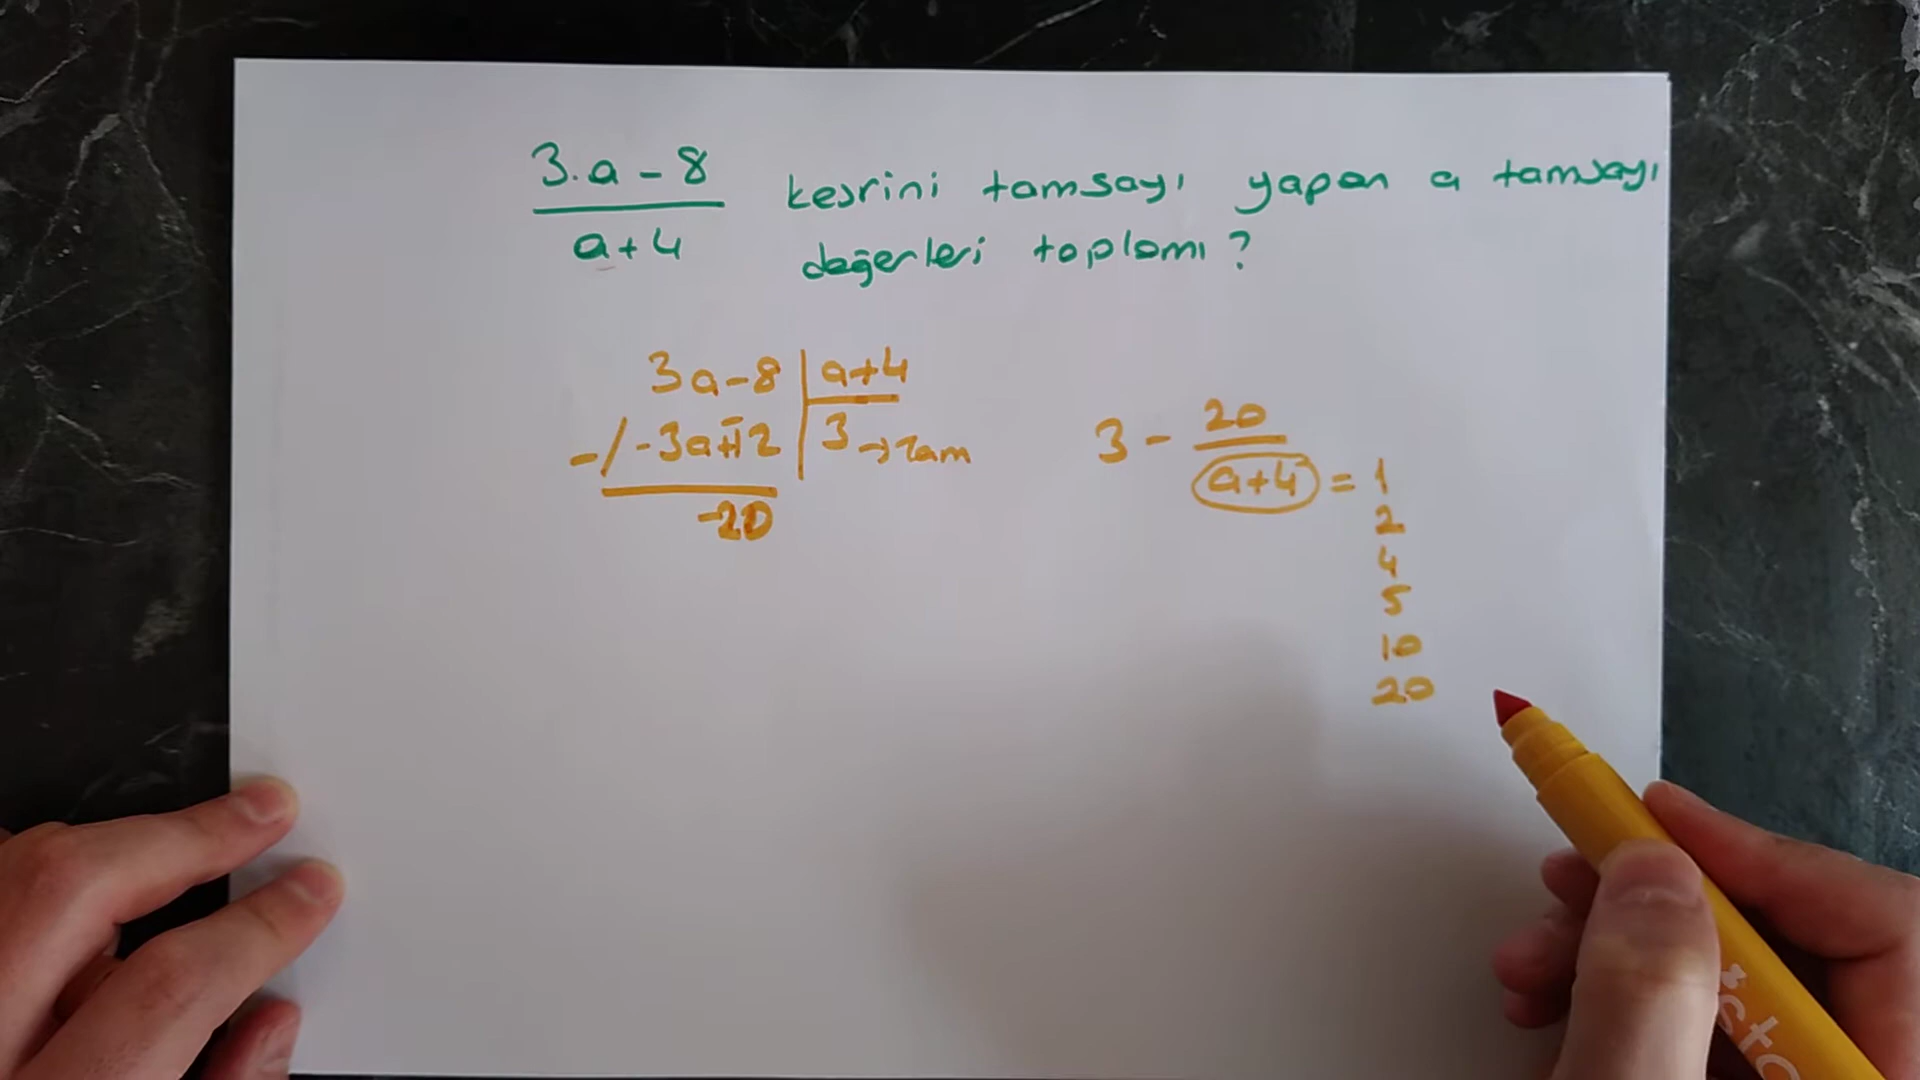 3.a - 8
a + 4
kesrini tamsayı yapan a tamsayı
değerleri toplamı?
3a-8 | a+4
-/ -3a+12 | 3 → Tam
-20
3 - 20
a+4 = 1
2
4
5
10
20